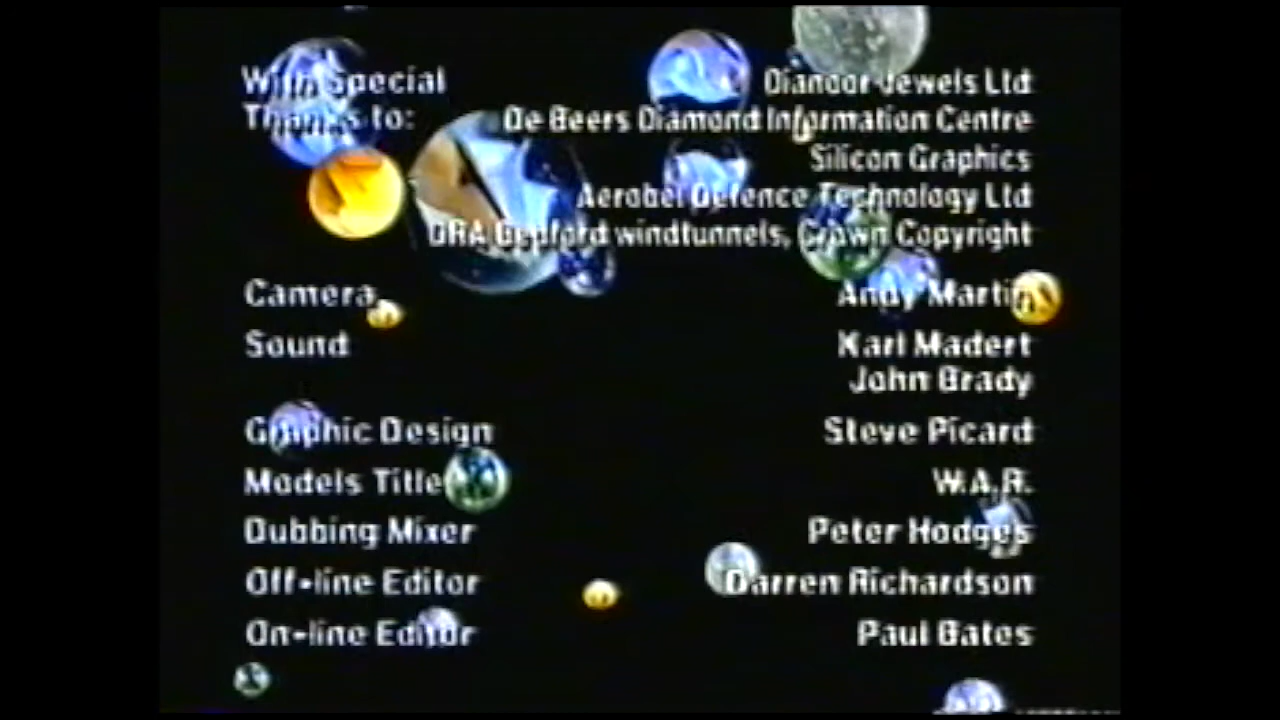 With Special Diandor Jewels Ltd
Thanks to: De Beers Diamond Information Centre
Silicon Graphics
Aerobel Defence Technology Ltd
DRA Bedford windtunnels, Crown Copyright
Camera Andy Martin
Sound Karl Madert
John Brady
Graphic Design Steve Picard
Models Title W.A.R.
Dubbing Mixer Peter Hodges
Off-line Editor Darren Richardson
On-line Editor Paul Bates